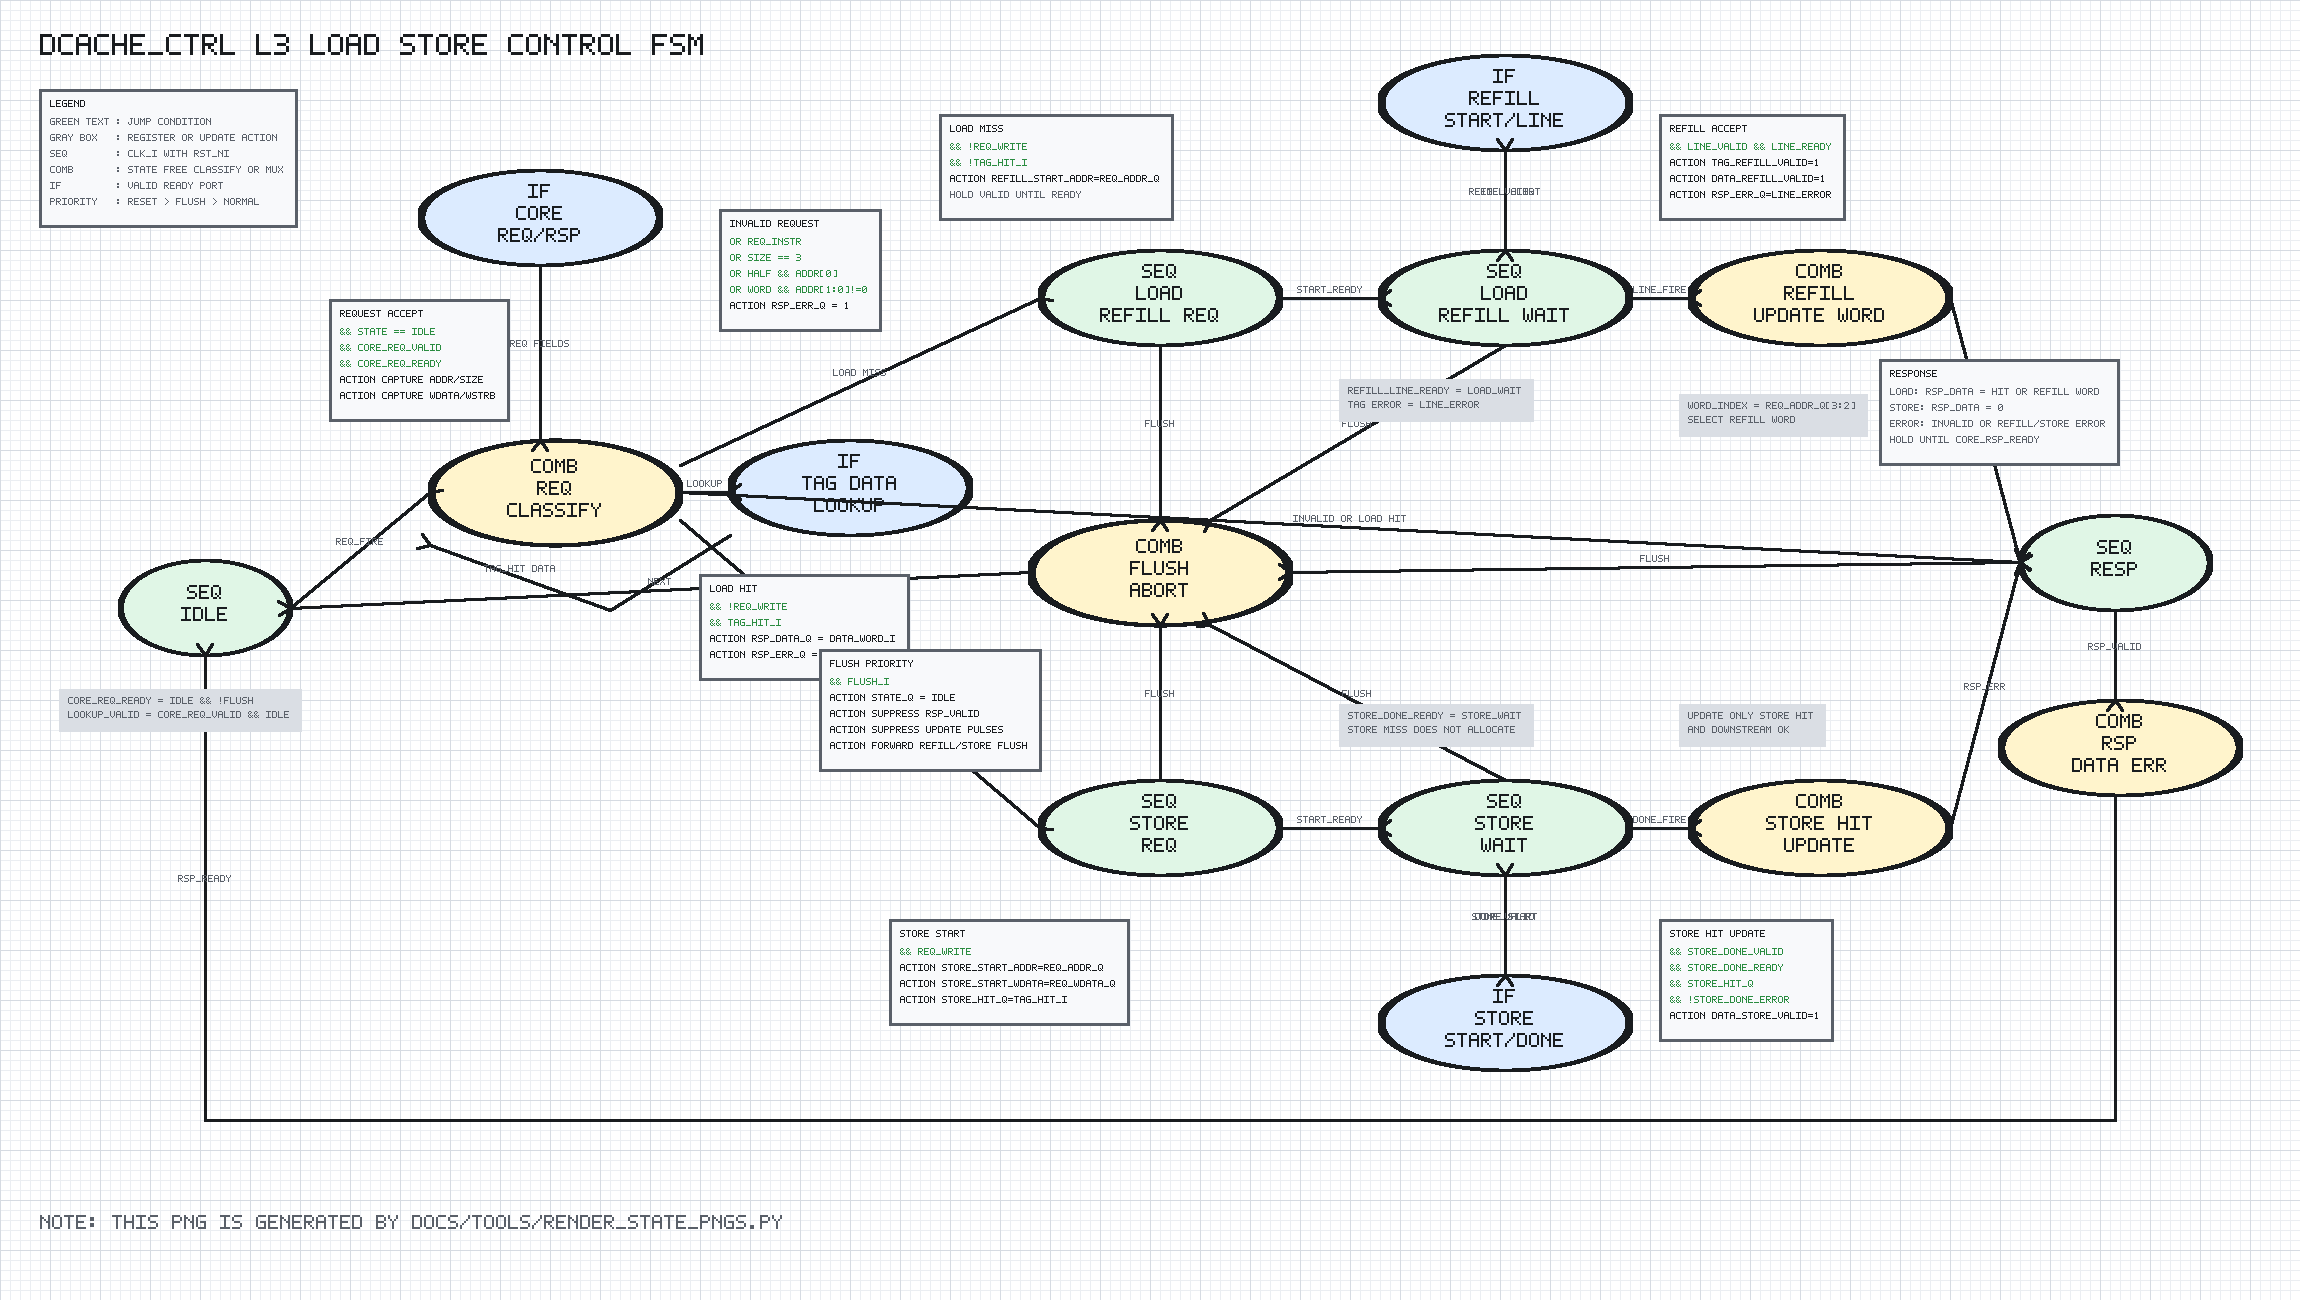 DCACHE_CTRL L3 LOAD STORE CONTROL FSM
LEGEND
GREEN TEXT : JUMP CONDITION
GRAY BOX : REGISTER OR UPDATE ACTION
SEQ : CLK_I WITH RST_NI
COMB : STATE FREE CLASSIFY OR MUX
IF : VALID READY PORT
PRIORITY : RESET > FLUSH > NORMAL
IF
CORE
REQ/RSP
REQUEST ACCEPT
&& STATE == IDLE
&& CORE_REQ_VALID
&& CORE_REQ_READY
ACTION CAPTURE ADDR/SIZE
ACTION CAPTURE WDATA/WSTRB
REQ FIELDS
INVALID REQUEST
OR REQ_INSTR
OR SIZE == 3
OR HALF && ADDR[0]
OR WORD && ADDR[1:0]!=0
ACTION RSP_ERR_Q = 1
LOAD MISS
&& !REQ_WRITE
&& !TAG_HIT_I
ACTION REFILL_START_ADDR=REQ_ADDR_Q
HOLD VALID UNTIL READY
IF
REFILL
START/LINE
REFILL ACCEPT
&& LINE_VALID && LINE_READY
ACTION TAG_REFILL_VALID=1
ACTION DATA_REFILL_VALID=1
ACTION RSP_ERR_Q=LINE_ERROR
SEQ
LOAD
REFILL REQ
START_READY
SEQ
LOAD
REFILL WAIT
LINE_FIRE
COMB
REFILL
UPDATE WORD
LOAD MISS
FLUSH
REFILL_LINE_READY = LOAD_WAIT
TAG ERROR = LINE_ERROR
FLUSH
WORD_INDEX = REQ_ADDR_Q[3:2]
SELECT REFILL WORD
RESPONSE
LOAD: RSP_DATA = HIT OR REFILL WORD
STORE: RSP_DATA = 0
ERROR: INVALID OR REFILL/STORE ERROR
HOLD UNTIL CORE_RSP_READY
COMB
REQ
CLASSIFY
LOOKUP
IF
TAG DATA
LOOKUP
REQ_FIRE
TAG HIT DATA
NEXT
SEQ
IDLE
INVALID OR LOAD HIT
COMB
FLUSH
ABORT
FLUSH
SEQ
RESP
LOAD HIT
&& !REQ_WRITE
&& TAG_HIT_I
ACTION RSP_DATA_Q = DATA_WORD_I
ACTION RSP_ERR_Q =
FLUSH PRIORITY
&& FLUSH_I
ACTION STATE_Q = IDLE
ACTION SUPPRESS RSP_VALID
ACTION SUPPRESS UPDATE PULSES
ACTION FORWARD REFILL/STORE FLUSH
CORE_REQ_READY = IDLE && !FLUSH
LOOKUP_VALID = CORE_REQ_VALID && IDLE
FLUSH
FLUSH
STORE_DONE_READY = STORE_WAIT
STORE MISS DOES NOT ALLOCATE
UPDATE ONLY STORE HIT
AND DOWNSTREAM OK
RSP_ERR
RSP_VALID
COMB
RSP
DATA ERR
SEQ
STORE
REQ
START_READY
SEQ
STORE
WAIT
DONE_FIRE
COMB
STORE HIT
UPDATE
RSP_READY
STORE START
&& REQ_WRITE
ACTION STORE_START_ADDR=REQ_ADDR_Q
ACTION STORE_START_WDATA=REQ_WDATA_Q
ACTION STORE_HIT_Q=TAG_HIT_I
IF
STORE
START/DONE
STORE HIT UPDATE
&& STORE_DONE_VALID
&& STORE_DONE_READY
&& STORE_HIT_Q
&& !STORE_DONE_ERROR
ACTION DATA_STORE_VALID=1
NOTE: THIS PNG IS GENERATED BY DOCS/TOOLS/RENDER_STATE_PNGS.PY